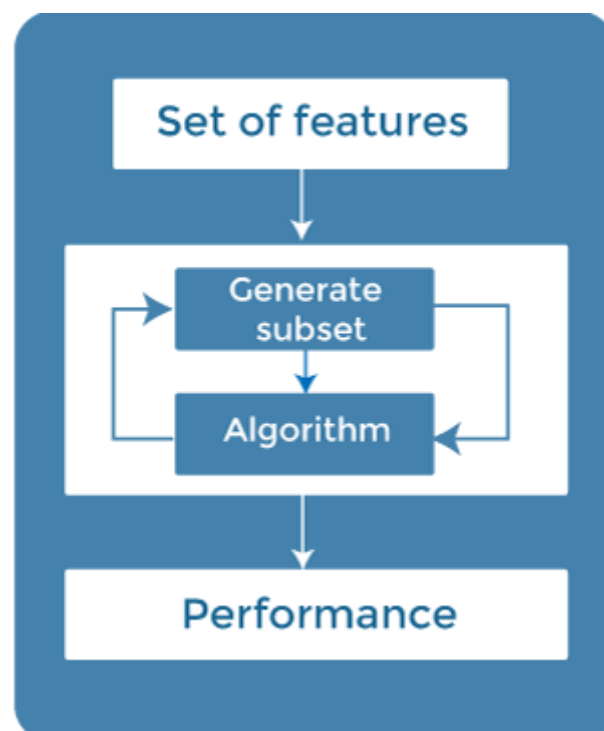 Set of features
Generate
subset
Algorithm
Performance